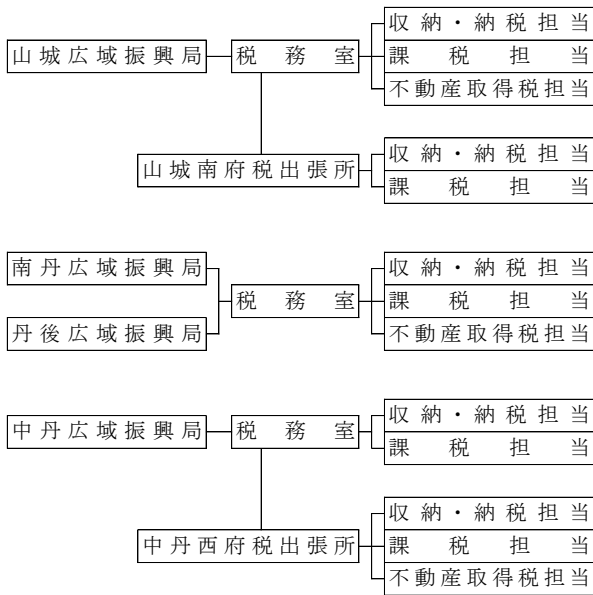 収納・納税担当
山城広域振興局 税務室 課税担当
不動産取得税担当
山城南府税出張所 収納・納税担当
課税担当
南丹広域振興局 収納・納税担当
税務室 課税担当
丹後広域振興局 不動産取得税担当
中丹広域振興局 税務室 収納・納税担当
課税担当
収納・納税担当
中丹西府税出張所 課税担当
不動産取得税担当